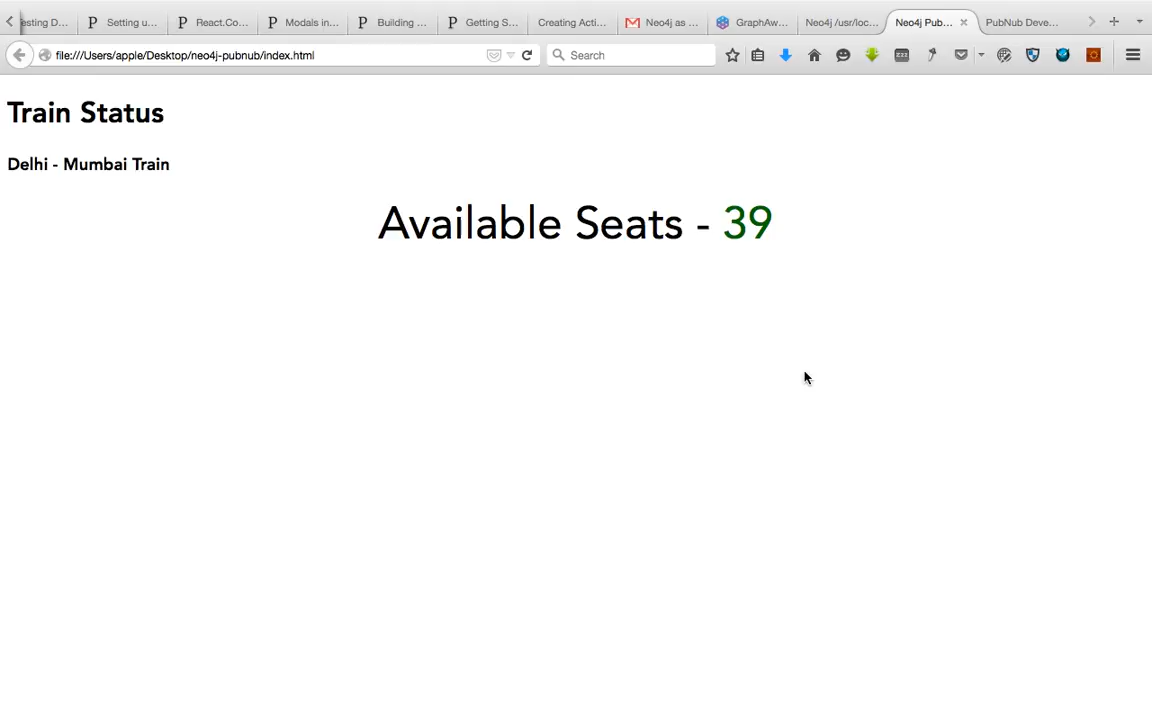 esting D... Setting u... React.Co... Modals in... Building ... Getting S... Creating Acti... Neo4j as ... GraphAw... Neo4j /usr/loc... Neo4j Pub... PubNub Deve...
file:///Users/apple/Desktop/neo4j-pubnub/index.html Search
Train Status
Delhi - Mumbai Train
Available Seats - 39